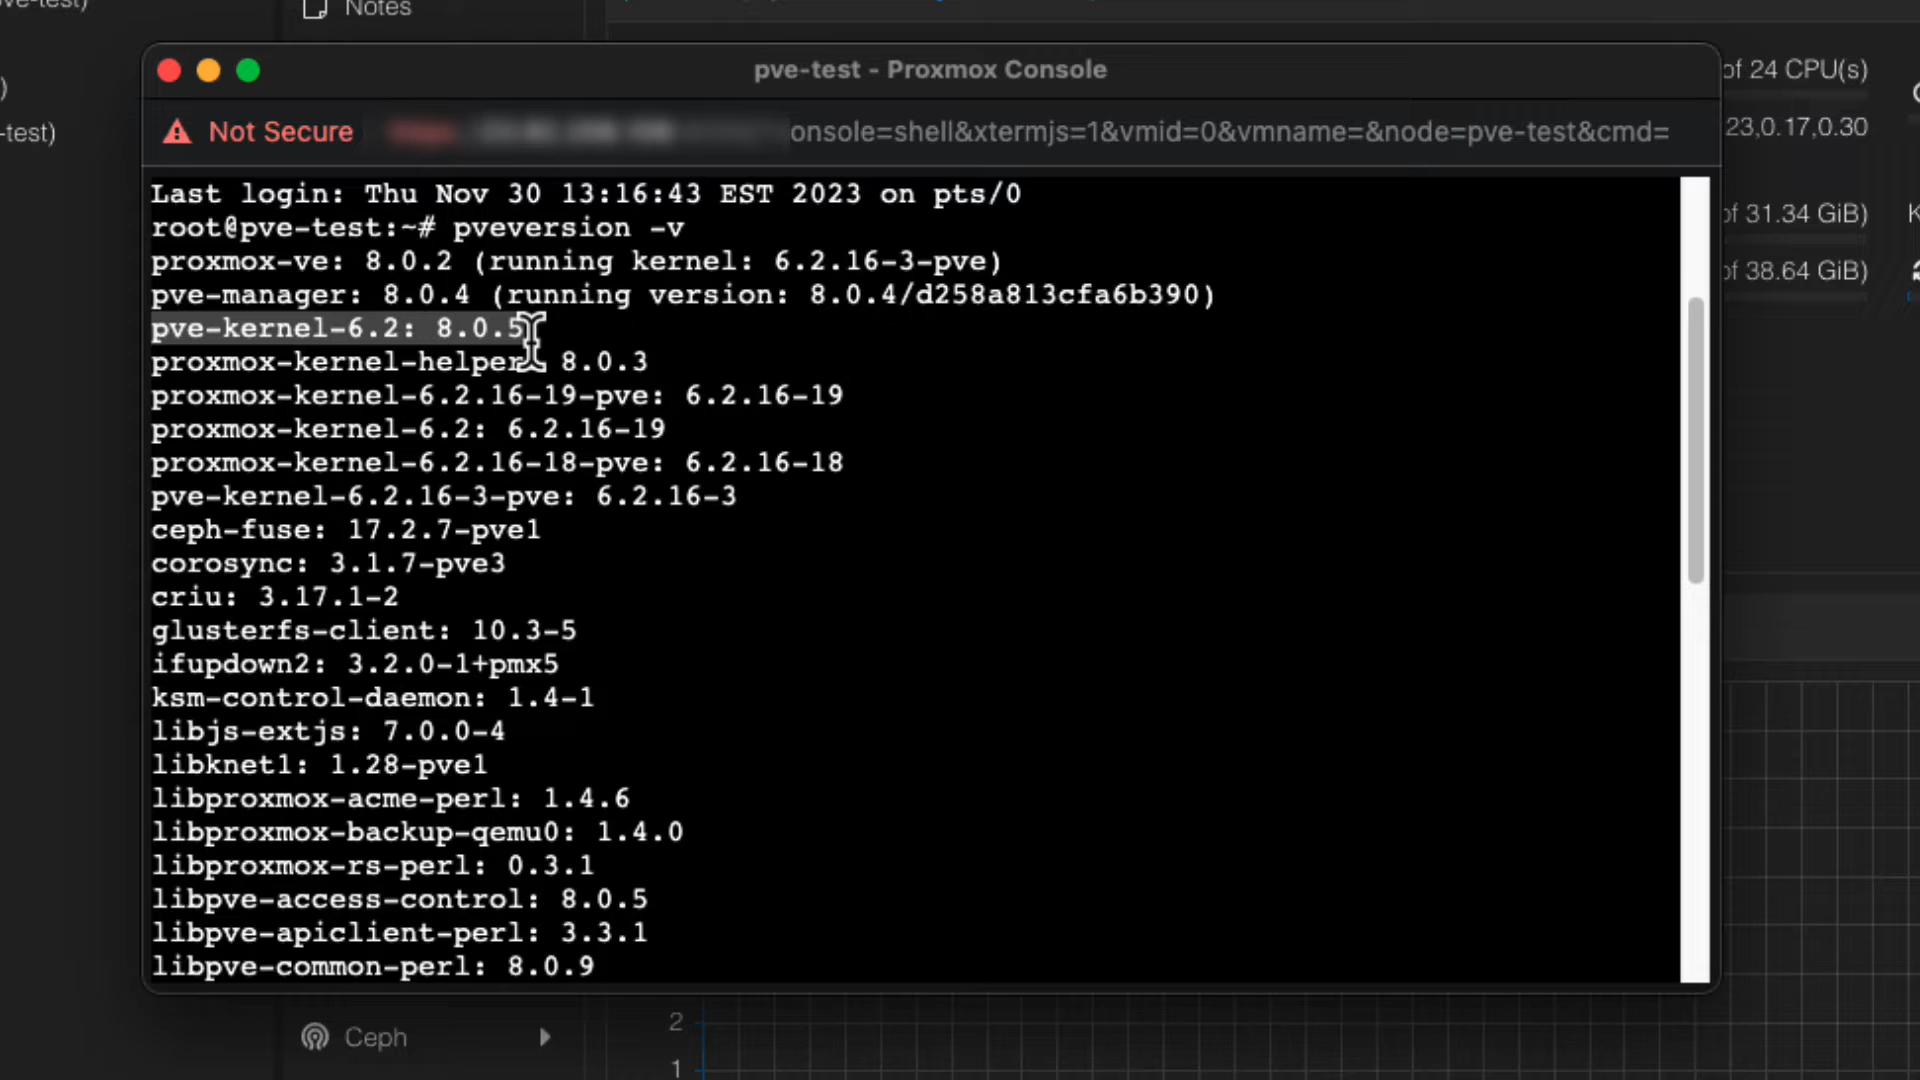 ve-test)
Notes
pve-test - Proxmox Console
of 24 CPU(s)
)
-test)
Not Secure onsole=shell&xtermjs=1&vmid=0&vmname=&node=pve-test&cmd=
23,0.17,0.30
Last login: Thu Nov 30 13:16:43 EST 2023 on pts/0
of 31.34 GiB)
K
root@pve-test:~# pveversion -v
proxmox-ve: 8.0.2 (running kernel: 6.2.16-3-pve)
of 38.64 GiB)
pve-manager: 8.0.4 (running version: 8.0.4/d258a813cfa6b390)
pve-kernel-6.2: 8.0.5
proxmox-kernel-helper: 8.0.3
proxmox-kernel-6.2.16-19-pve: 6.2.16-19
proxmox-kernel-6.2: 6.2.16-19
proxmox-kernel-6.2.16-18-pve: 6.2.16-18
pve-kernel-6.2.16-3-pve: 6.2.16-3
ceph-fuse: 17.2.7-pve1
corosync: 3.1.7-pve3
criu: 3.17.1-2
glusterfs-client: 10.3-5
ifupdown2: 3.2.0-1+pmx5
ksm-control-daemon: 1.4-1
libjs-extjs: 7.0.0-4
libknet1: 1.28-pve1
libproxmox-acme-perl: 1.4.6
libproxmox-backup-qemu0: 1.4.0
libproxmox-rs-perl: 0.3.1
libpve-access-control: 8.0.5
libpve-apiclient-perl: 3.3.1
libpve-common-perl: 8.0.9
2
Ceph
1